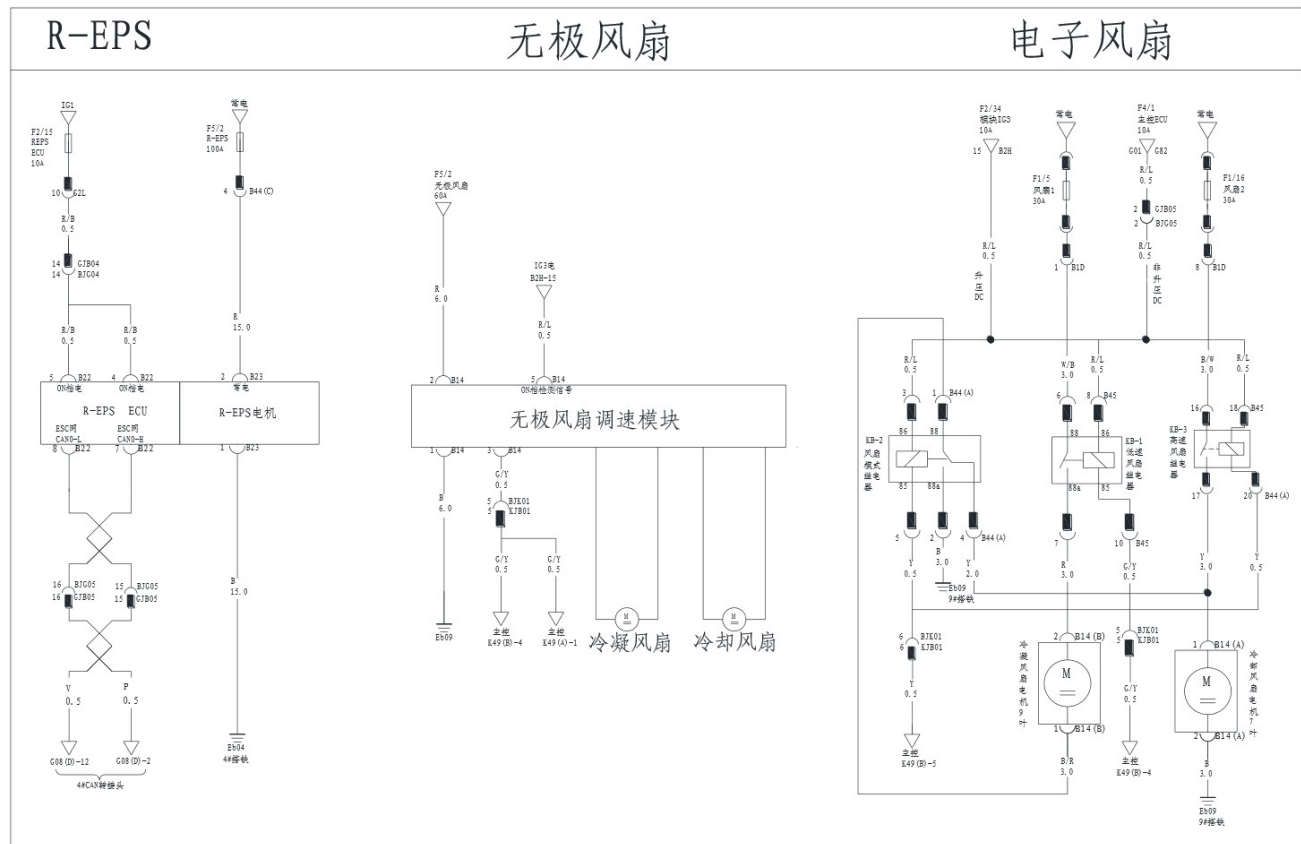 R-EPS
无极风扇
电子风扇
IG1
F2/15
REPS
ECU
10A
10 G2L
R/B
0.5
14 GJB04
14 BJG04
R/B
0.5
R/B
0.5
5 B22
4 B22
ON档电
ON档电
R-EPS ECU
ESC网
CAN0-L
ESC网
CAN0-H
8 B22
7 B22
16 BJG05
16 GJB05
15 BJG05
15 GJB05
V
0.5
P
0.5
G08(D)-12
G08(D)-2
4#CAN转接头
常电
F5/2
R-EPS
100A
4 B44(C)
R
15.0
2 B23
常电
R-EPS电机
1 B23
B
15.0
Eb04
4#搭铁
F5/2
无极风扇
60A
R
6.0
IG3电
B2H-15
R/L
0.5
2 B14
5 B14
ON档检测信号
无极风扇调速模块
1 B14
3 B14
B
6.0
G/Y
0.5
5 BJK01
5 KJB01
G/Y
0.5
G/Y
0.5
Eb09
主控
K49(B)-4
主控
K49(A)-1
M
冷凝风扇
M
冷却风扇
F2/34
模块IG3
10A
15 B2H
R/L
0.5
升压DC
常电
F1/5
风扇1
30A
1 B1D
F4/1
主控ECU
10A
G01 G82
R/L
0.5
2 GJB05
2 BJG05
R/L
0.5
非升压DC
常电
F1/16
风扇2
30A
8 B1D
R/L
0.5
W/B
3.0
R/L
0.5
B/W
3.0
R/L
0.5
3
1 B44(A)
6
8 B45
16
18 B45
86
88
88
86
KB-2
风扇模式继电器
KB-1
低速风扇继电器
KB-3
高速风扇继电器
85
88a
88a
85
5
2
4 B44(A)
7
10 B45
17
20 B44(A)
Y
0.5
B
3.0
Y
2.0
R
3.0
G/Y
0.5
Y
3.0
Y
0.5
Eb09
9#搭铁
6 BJK01
6 KJB01
2 B14(B)
5 BJK01
5 KJB01
1 B14(A)
冷凝风扇电机9寸
M
冷却风扇电机7寸
M
Y
0.5
G/Y
0.5
1 B14(B)
2 B14(A)
主控
K49(B)-5
B/R
3.0
主控
K49(B)-4
B
3.0
Eb09
9#搭铁